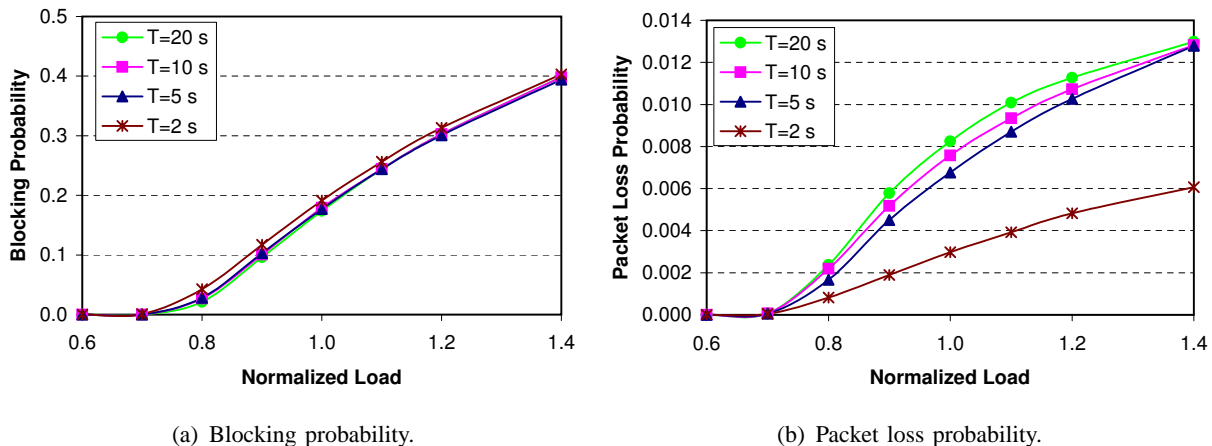 0.5
0.4
0.3
0.2
0.1
0.0
Blocking Probability
T=20 s
T=10 s
T=5 s
T=2 s
0.6
0.8
1.0
1.2
1.4
Normalized Load
(a) Blocking probability.
0.014
0.012
0.010
0.008
0.006
0.004
0.002
0.000
Packet Loss Probability
T=20 s
T=10 s
T=5 s
T=2 s
0.6
0.8
1.0
1.2
1.4
Normalized Load
(b) Packet loss probability.